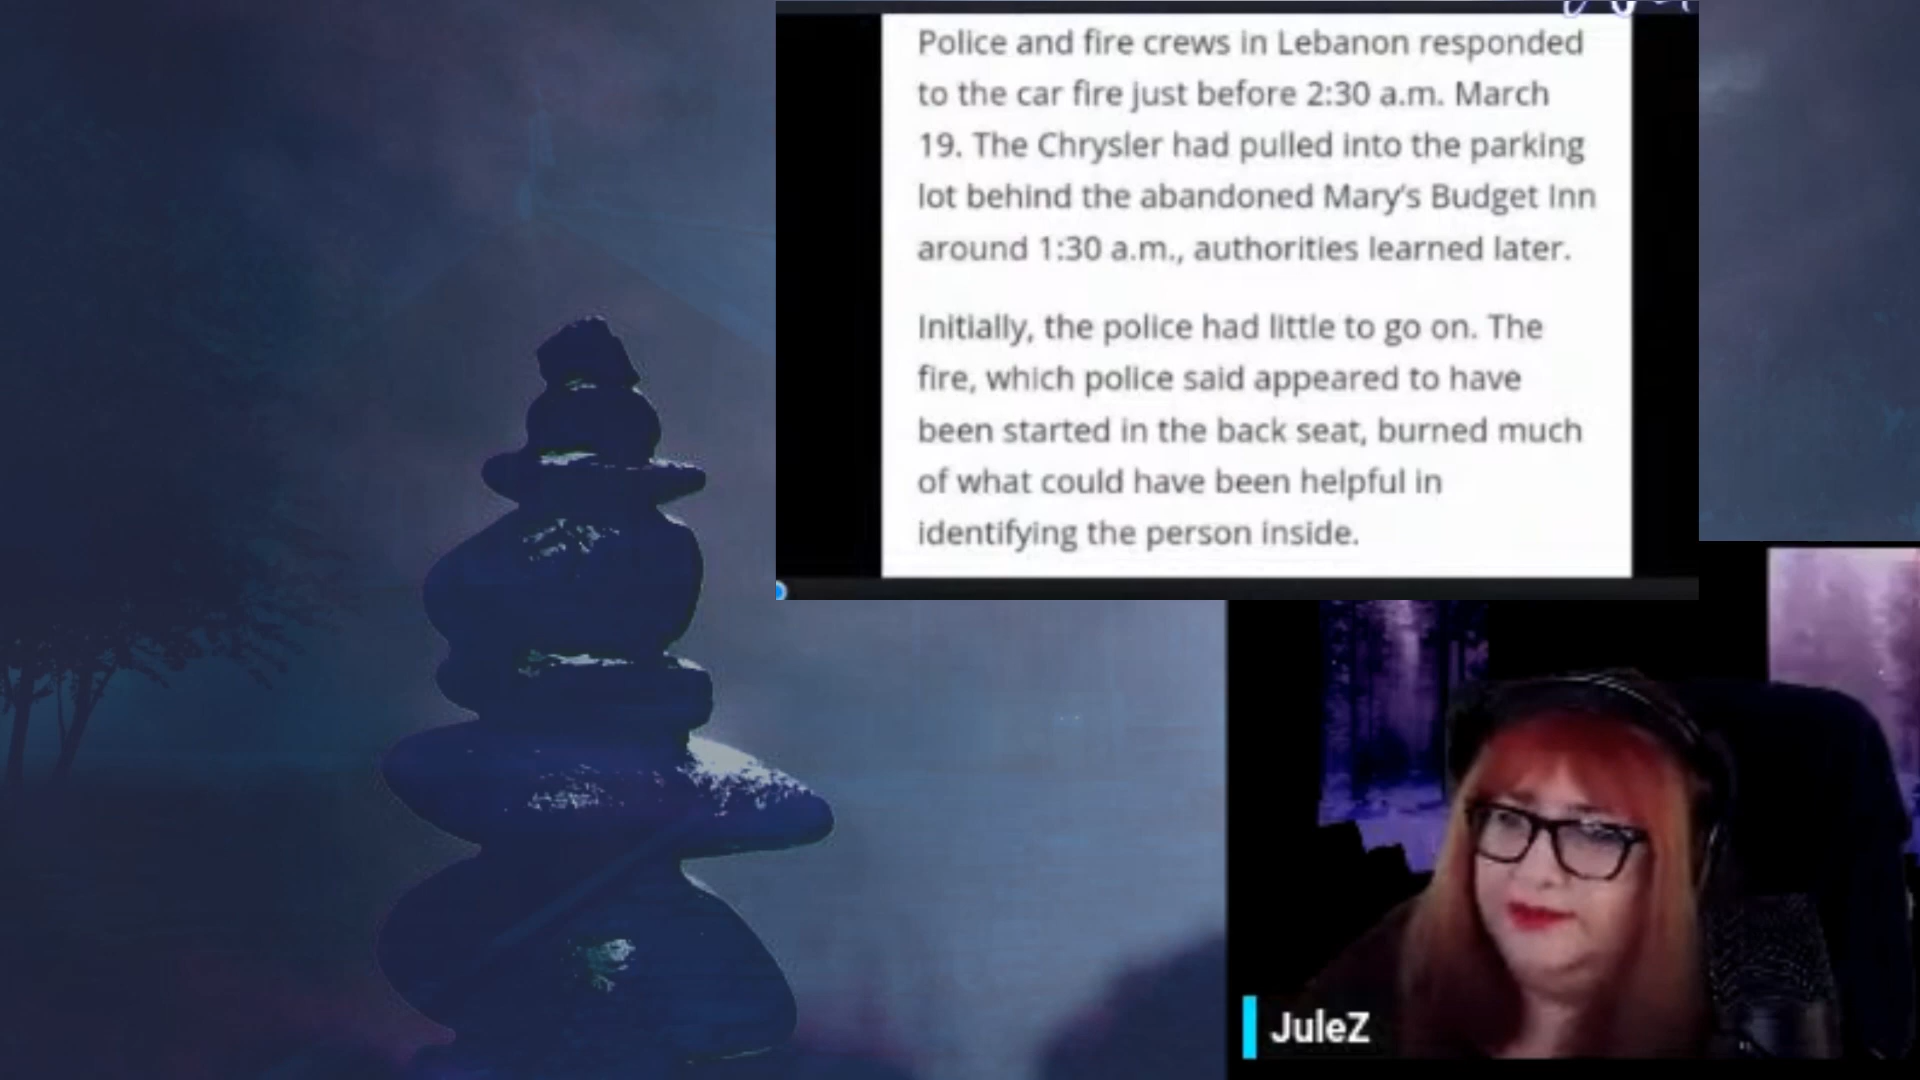 Police and fire crews in Lebanon responded
to the car fire just before 2:30 a.m. March
19. The Chrysler had pulled into the parking
lot behind the abandoned Mary's Budget Inn
around 1:30 a.m., authorities learned later.
Initially, the police had little to go on. The
fire, which police said appeared to have
been started in the back seat, burned much
of what could have been helpful in
identifying the person inside.
JuleZ